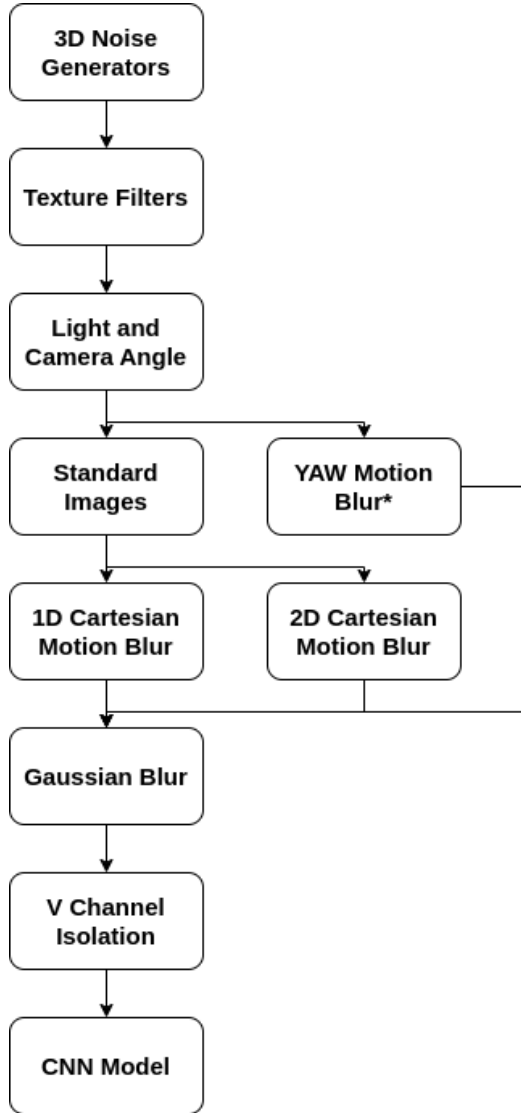 3D Noise
Generators
Texture Filters
Light and
Camera Angle
Standard
Images
YAW Motion
Blur*
1D Cartesian
Motion Blur
2D Cartesian
Motion Blur
Gaussian Blur
V Channel
Isolation
CNN Model